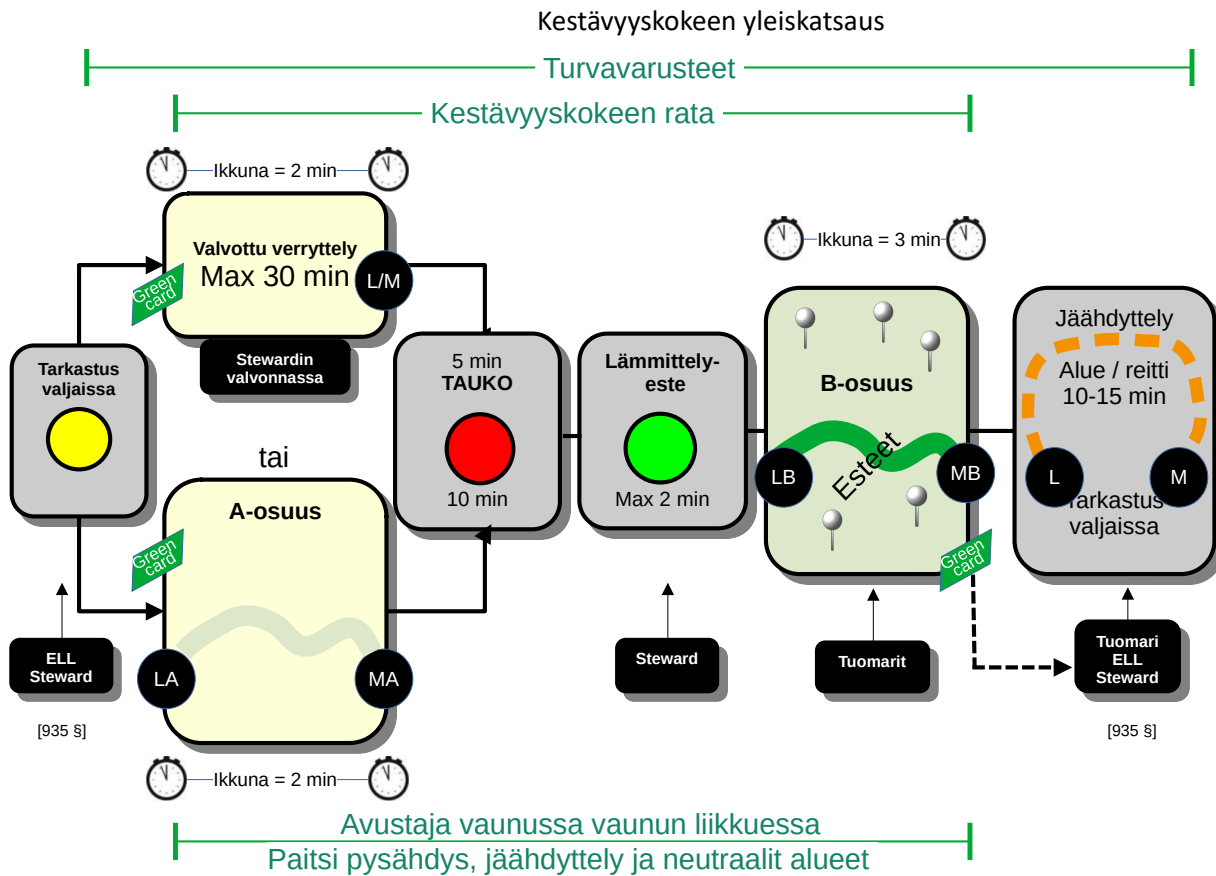 Kestävyyskokeen yleiskatsaus
Turvavarusteet
Kestävyyskokeen rata
Ikkuna = 2 min
Valvottu verryttely
Max 30 min
L/M
Green
card
Stewardin
valvonnassa
Ikkuna = 3 min
Tarkastus
valjaissa
5 min
TAUKO
10 min
Lämmittely-
este
Max 2 min
B-osuus
Esteet
LB
MB
Green
card
Jäähdyttely
Alue / reitti
10-15 min
L
M
Tarkastus
valjaissa
tai
A-osuus
Green
card
LA
MA
ELL
Steward
[935 §]
Steward
Tuomarit
Tuomari
ELL
Steward
[935 §]
Ikkuna = 2 min
Avustaja vaunussa vaunun liikkuessa
Paitsi pysähdys, jäähdyttely ja neutraalit alueet